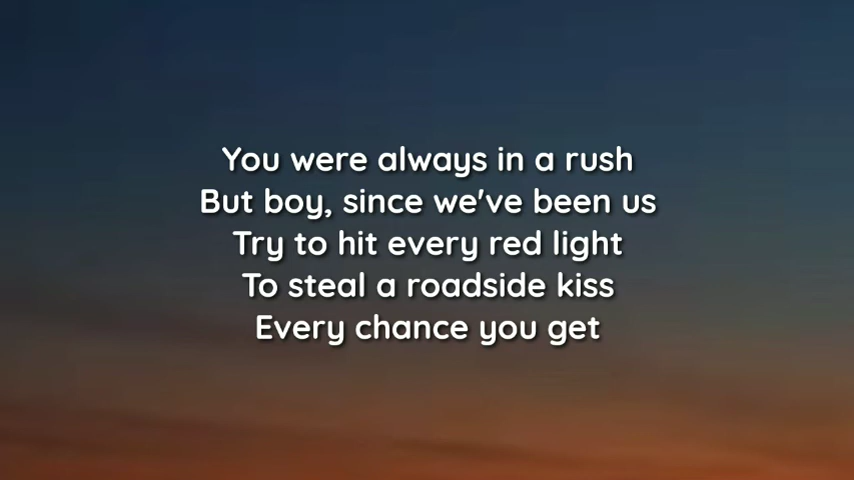 You were always in a rush
But boy, since we've been us
Try to hit every red light
To steal a roadside kiss
Every chance you get